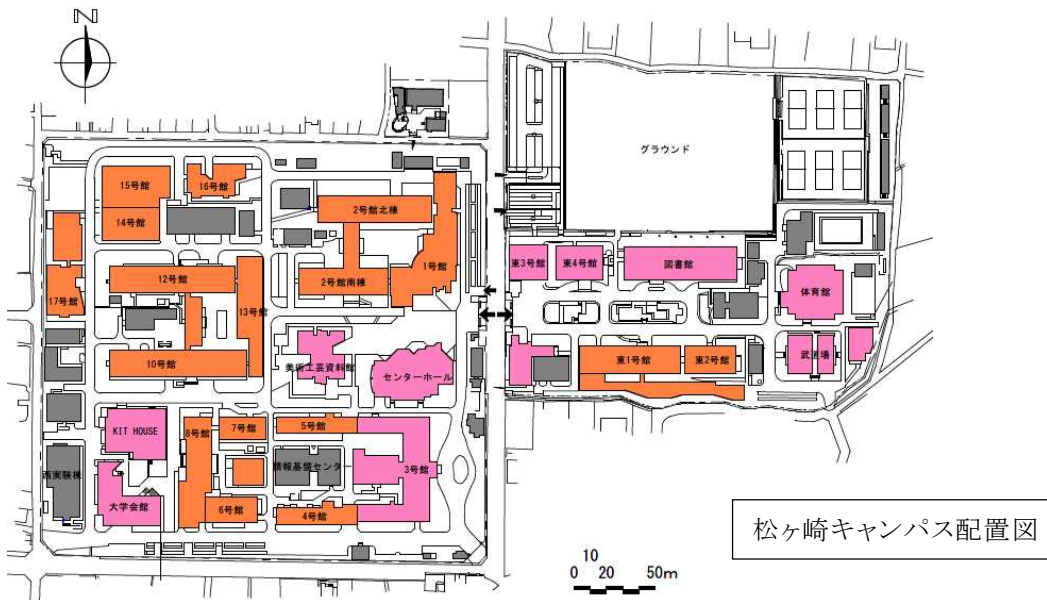 N
グラウンド
15号館
16号館
14号館
2号館北棟
1号館
東3号館
東4号館
図書館
12号館
2号館南棟
体育館
17号館
13号館
10号館
美術工芸資料館
センターホール
東1号館
東2号館
武道場
KIT HOUSE
8号館
7号館
5号館
3号館
西実験棟
情報基盤センター
大学会館
6号館
4号館
松ヶ崎キャンパス配置図
10
0 20 50m